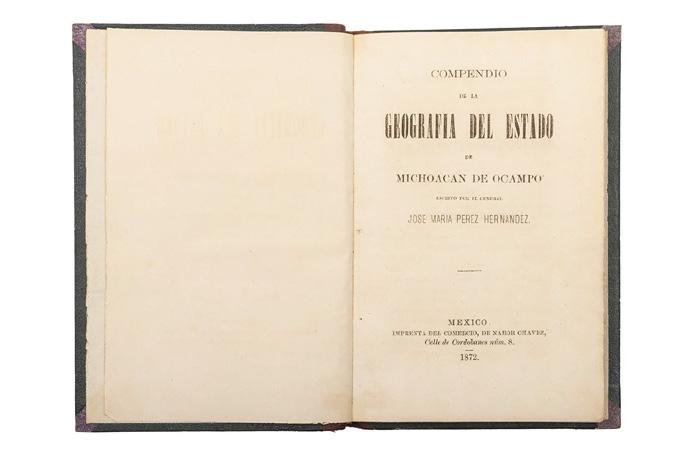 COMPENDIO
DE LA
GEOGRAFIA DEL ESTADO
DE
MICHOACAN DE OCAMPO
ESCRITO POR EL GENERAL
JOSE MARIA PEREZ HERNANDEZ.
MEXICO
IMPRENTA DEL COMERCIO, DE NABOR CHAVEZ,
Calle de Cordobanes núm. 8.
1872.